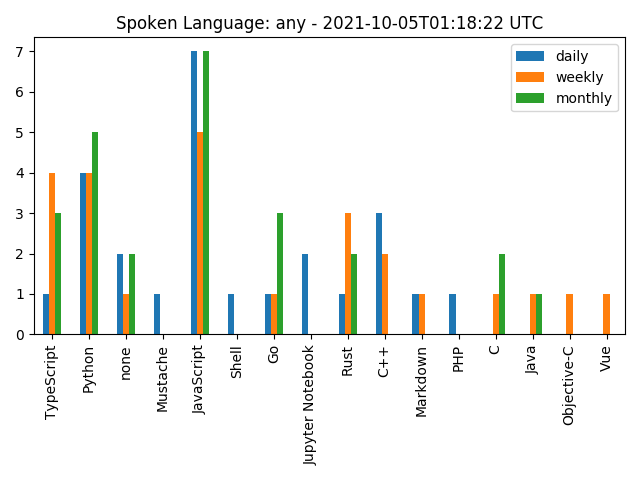 Spoken Language: any - 2021-10-05T01:18:22 UTC
daily
weekly
monthly
7
6
5
4
3
2
1
0
TypeScript
Python
none
Mustache
JavaScript
Shell
Go
Jupyter Notebook
Rust
C++
Markdown
PHP
C
Java
Objective-C
Vue